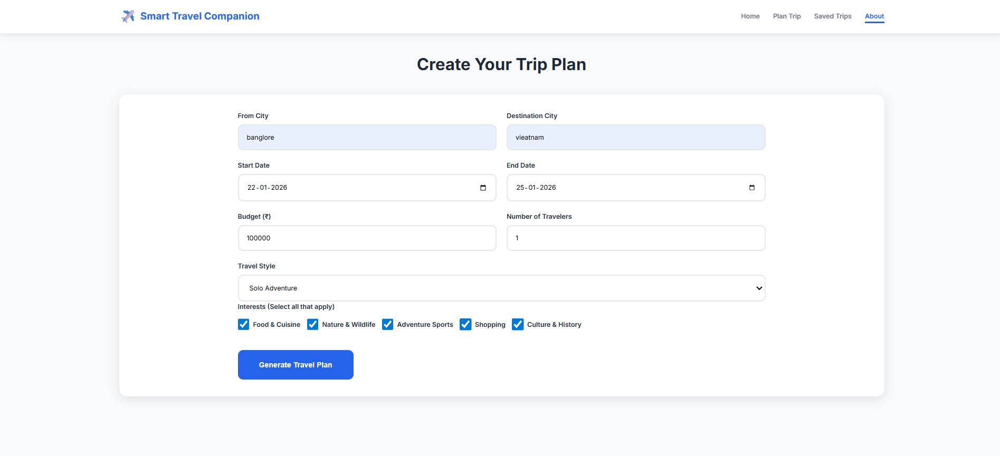 Smart Travel Companion
Home Plan Trip Saved Trips About
Create Your Trip Plan
From City Destination City
banglore vieatnam
Start Date End Date
22-01-2026 25-01-2026
Budget (₹) Number of Travelers
100000 1
Travel Style
Solo Adventure
Interests (Select all that apply)
Food & Cuisine Nature & Wildlife Adventure Sports Shopping Culture & History
Generate Travel Plan